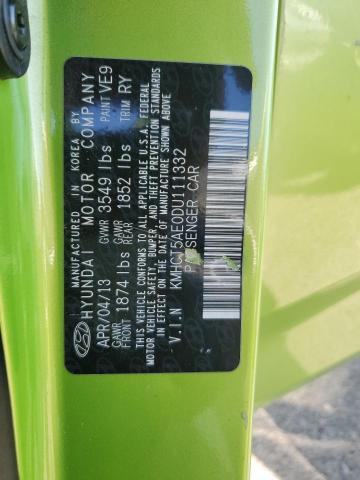 MANUFACTURED IN KOREA BY
HYUNDAI MOTOR COMPANY
APR/04/13 GVWR 3549 lbs PAINT VE9
GAWR FRONT 1874 lbs GAWR REAR 1852 lbs TRIM RY
THIS VEHICLE CONFORMS TO ALL APPLICABLE U.S.A. FEDERAL
MOTOR VEHICLE SAFETY, BUMPER, AND THEFT PREVENTION
STANDARDS IN EFFECT ON THE DATE OF
MANUFACTURE SHOWN ABOVE
V.I.N KMHCT5AE0DU111332
PASSENGER CAR